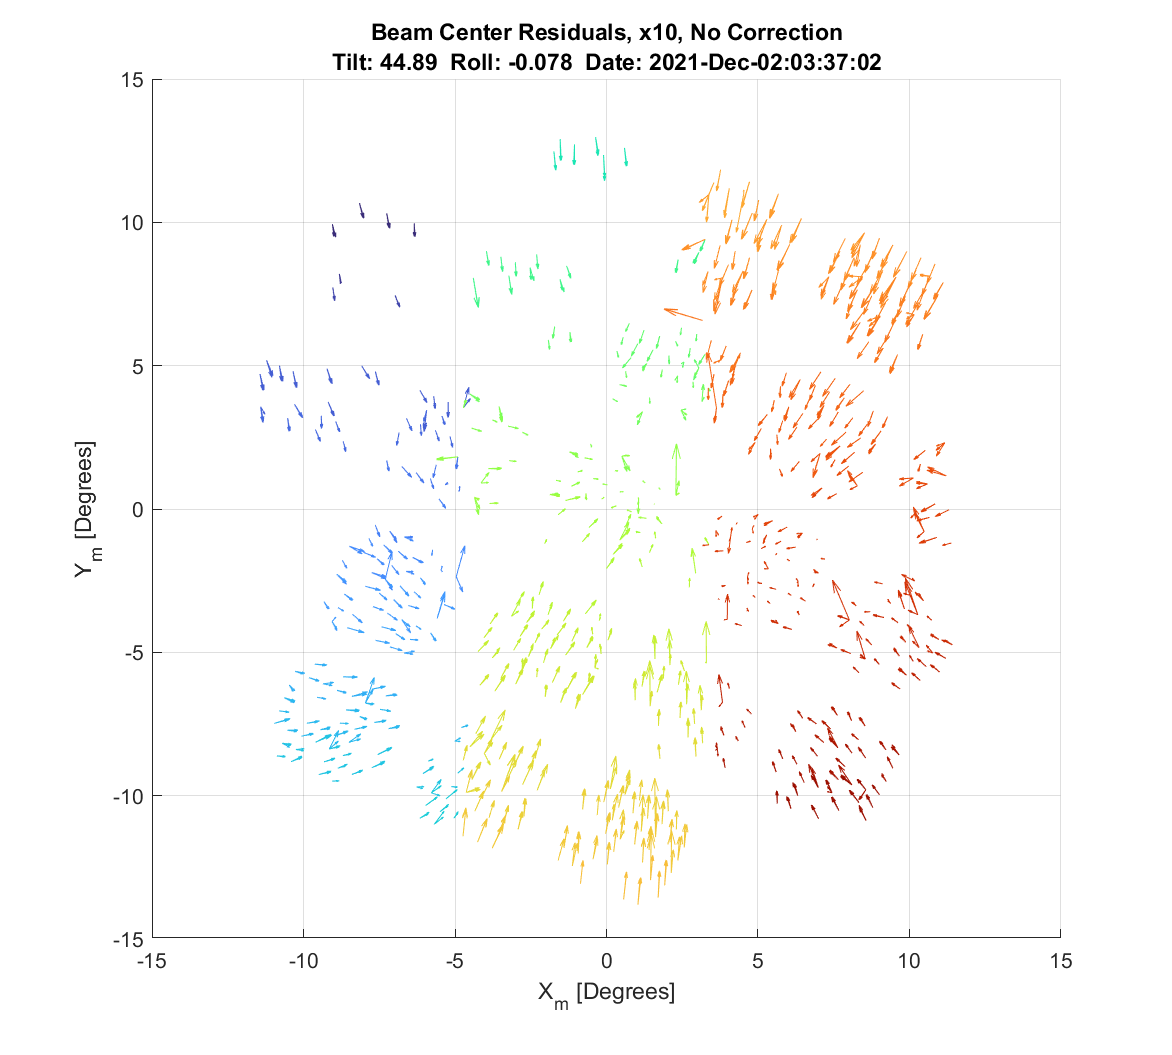 Beam Center Residuals, x10, No Correction
Tilt: 44.89 Roll: -0.078 Date: 2021-Dec-02:03:37:02
15
10
5
0
-5
-10
-15
Y_m [Degrees]
-15 -10 -5 0 5 10 15
X_m [Degrees]